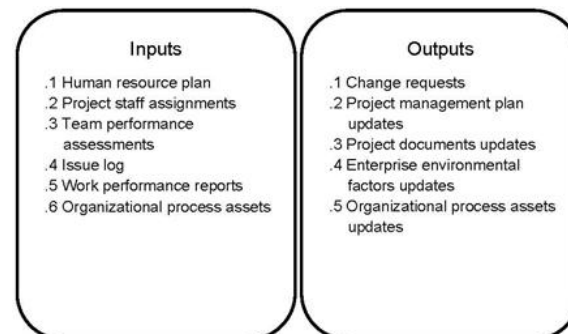 Inputs
.1 Human resource plan
.2 Project staff assignments
.3 Team performance
assessments
.4 Issue log
.5 Work performance reports
.6 Organizational process assets
Outputs
.1 Change requests
.2 Project management plan
updates
.3 Project documents updates
.4 Enterprise environmental
factors updates
.5 Organizational process assets
updates